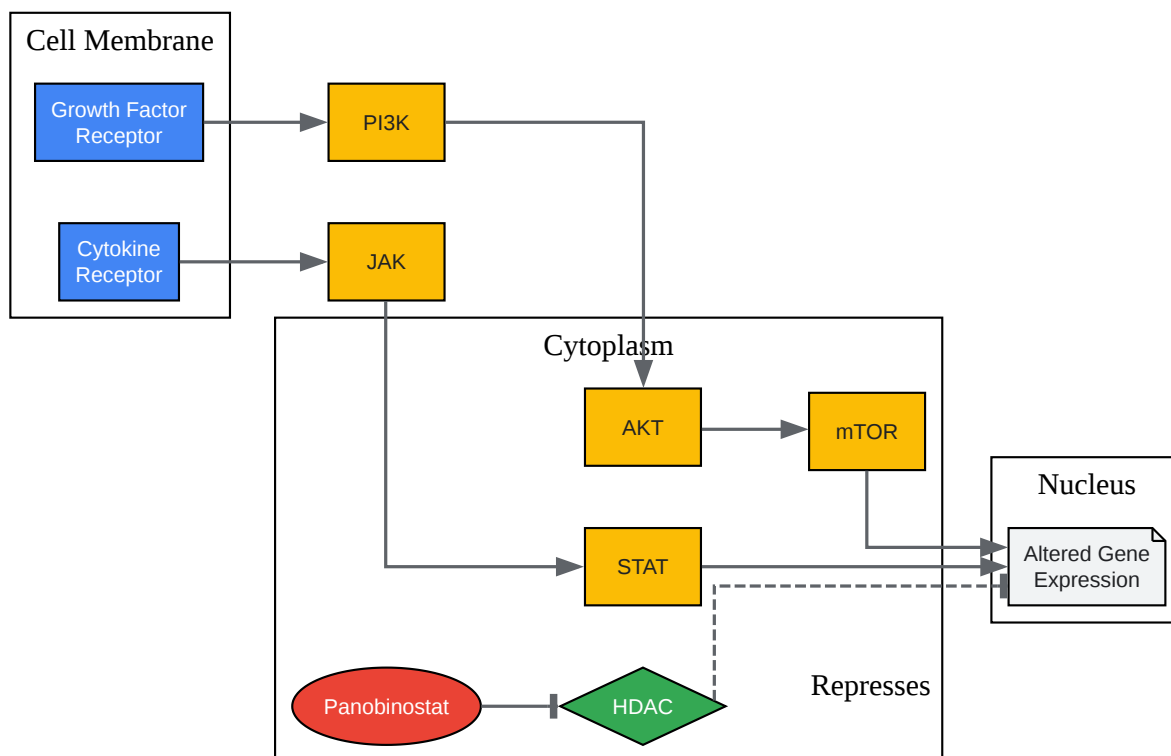 Cell Membrane
Growth Factor
Receptor
PI3K
Cytokine
Receptor
JAK
Cytoplasm
AKT
mTOR
Nucleus
STAT
Altered Gene
Expression
Represses
Panobinostat
HDAC